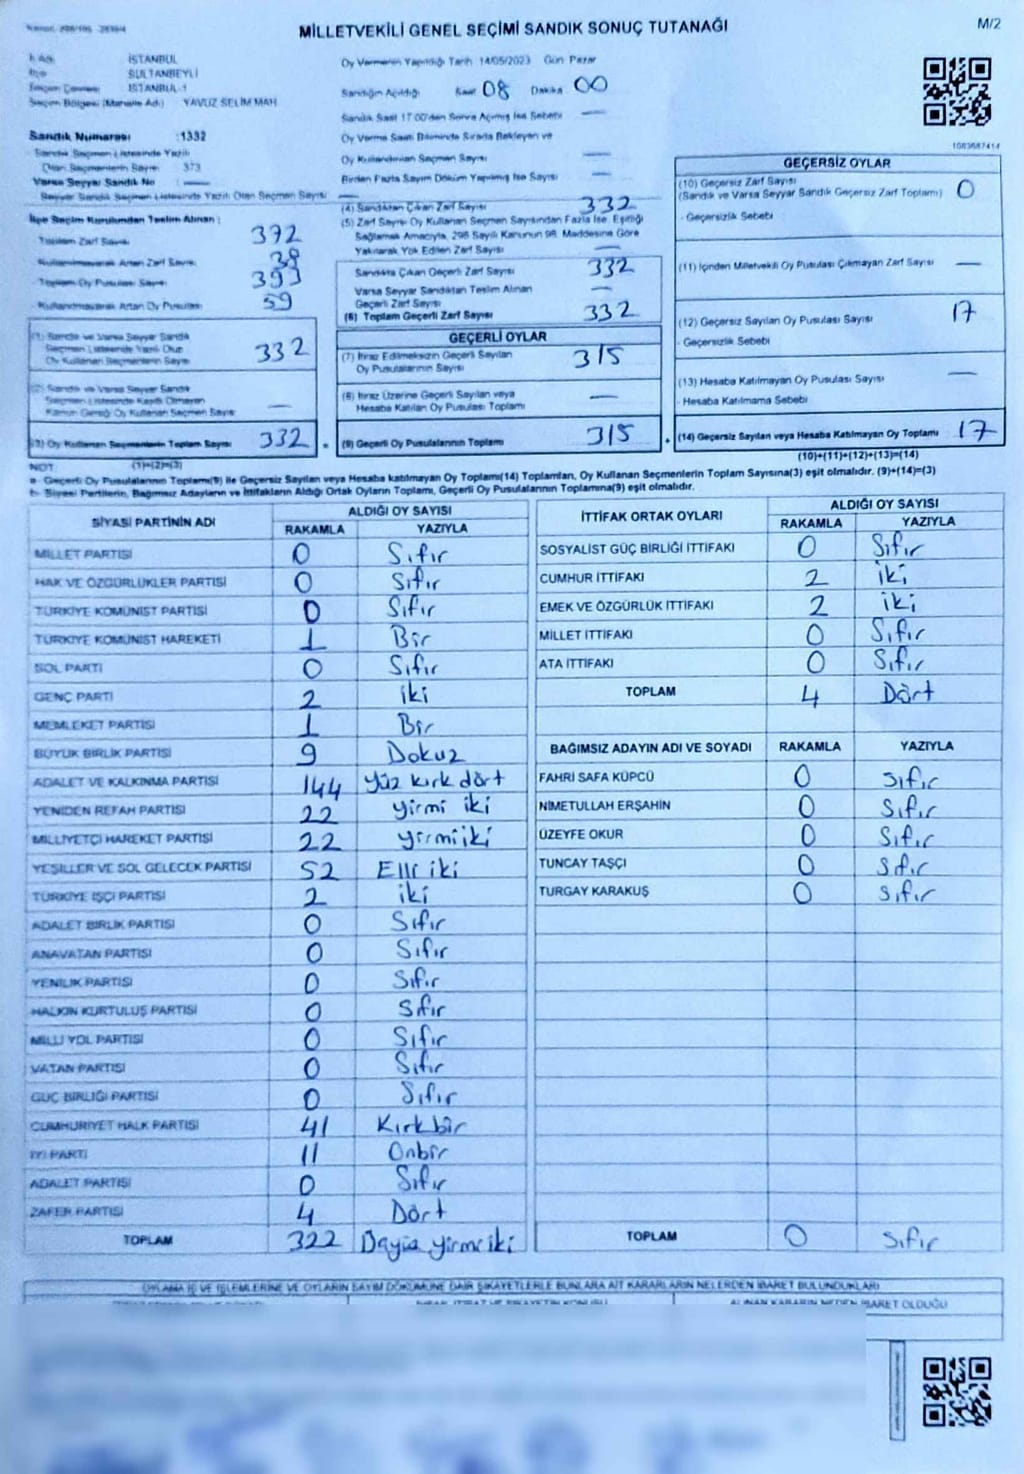 MİLLETVEKİLİ GENEL SEÇİMİ SANDIK SONUÇ TUTANAĞI
M/2
İSTANBUL
SULTANBEYLİ
Seçim Çevresi İSTANBUL-1
Seçim Bölgesi (Mahalle Adı) YAVUZ SELİM MAH.
Sandık Numarası :1332
Sandık Seçmen Listesinde Yazılı
Olan Seçmenlerin Sayısı 373
Varsa Seyyar Sandık No : —
Seyyar Sandık Seçmen Listesinde Yazılı Olan Seçmen Sayısı —
İlçe Seçim Kurulundan Teslim Alınan :
Toplam Zarf Sayısı 372
Kullanılmayarak Artan Zarf Sayısı
Toplam Oy Pusulası Sayısı
Kullanılmayarak Artan Oy Pusulası 59
(1) Sandık ve Varsa Seyyar Sandık
Seçmen Listesinde Yazılı Olup
Oy Kullanan Seçmenlerin Sayısı 332
(2) Sandık ve Varsa Seyyar Sandık
Seçmen Listesinde Kayıtlı Olmayan
Kanun Gereği Oy Kullanan Seçmen Sayısı —
(3) Oy Kullanan Seçmenlerin Toplam Sayısı 332
(1)+(2)=(3)
Oy Vermenin Yapıldığı Tarih 14/05/2023 Gün Pazar
Sandığın Açıldığı Saat 08 Dakika 00
Sandık Saat 17:00'den Sonra Açılmış İse Sebebi —
Oy Verme Saati Bitiminde Sırada Bekleyen ve
Oy Kullandırılan Seçmen Sayısı —
Birden Fazla Sayım Döküm Yapılmış İse Sayısı —
(4) Sandıktan Çıkan Zarf Sayısı 332
(5) Zarf Sayısı Oy Kullanan Seçmen Sayısından Fazla İse, Eşitliği
Sağlamak Amacıyla, 298 Sayılı Kanunun 98. Maddesine Göre
Yakılarak Yok Edilen Zarf Sayısı —
Sandıkta Çıkan Geçerli Zarf Sayısı 332
Varsa Seyyar Sandıktan Teslim Alınan
Geçerli Zarf Sayısı —
(6) Toplam Geçerli Zarf Sayısı 332
GEÇERLİ OYLAR
(7) İtiraz Edilmeksizin Geçerli Sayılan
Oy Pusulalarının Sayısı 315
(8) İtiraz Üzerine Geçerli Sayılan veya
Hesaba Katılan Oy Pusulası Toplamı —
(9) Geçerli Oy Pusulalarının Toplamı 315
1083687414
GEÇERSİZ OYLAR
(10) Geçersiz Zarf Sayısı
(Sandık ve Varsa Seyyar Sandık Geçersiz Zarf Toplamı) 0
- Geçersizlik Sebebi
(11) İçinden Milletvekili Oy Pusulası Çıkmayan Zarf Sayısı —
(12) Geçersiz Sayılan Oy Pusulası Sayısı 17
- Geçersizlik Sebebi
(13) Hesaba Katılmayan Oy Pusulası Sayısı —
- Hesaba Katılmama Sebebi
(14) Geçersiz Sayılan veya Hesaba Katılmayan Oy Toplamı 17
(10)+(11)+(12)+(13)=(14)
NOT:
a- Geçerli Oy Pusulalarının Toplamı(9) ile Geçersiz Sayılan veya Hesaba katılmayan Oy Toplamı(14) Toplamları, Oy Kullanan Seçmenlerin Toplam Sayısına(3) eşit olmalıdır. (9)+(14)=(3)
b- Siyasi Partilerin, Bağımsız Adayların ve İttifakların Aldığı Ortak Oyların Toplamı, Geçerli Oy Pusulalarının Toplamına(9) eşit olmalıdır.
SİYASİ PARTİNİN ADI ALDIĞI OY SAYISI
RAKAMLA YAZIYLA
MİLLET PARTİSİ 0 Sıfır
HAK VE ÖZGÜRLÜKLER PARTİSİ 0 Sıfır
TÜRKİYE KOMÜNİST PARTİSİ 0 Sıfır
TÜRKİYE KOMÜNİST HAREKETİ 1 Bir
SOL PARTİ 0 Sıfır
GENÇ PARTİ 2 iki
MEMLEKET PARTİSİ 1 Bir
BÜYÜK BİRLİK PARTİSİ 9 Dokuz
ADALET VE KALKINMA PARTİSİ 144 Yüz kırk dört
YENİDEN REFAH PARTİSİ 22 yirmi iki
MİLLİYETÇİ HAREKET PARTİSİ 22 yirmiiki
YEŞİLLER VE SOL GELECEK PARTİSİ 52 Elli iki
TÜRKİYE İŞÇİ PARTİSİ 2 iki
ADALET BİRLİK PARTİSİ 0 Sıfır
ANAVATAN PARTİSİ 0 Sıfır
YENİLİK PARTİSİ 0 Sıfır
HALKIN KURTULUŞ PARTİSİ 0 Sıfır
MİLLİ YOL PARTİSİ 0 Sıfır
VATAN PARTİSİ 0 Sıfır
GÜÇ BİRLİĞİ PARTİSİ 0 Sıfır
CUMHURİYET HALK PARTİSİ 41 Kırkbir
İYİ PARTİ 11 Onbir
ADALET PARTİSİ 0 Sıfır
ZAFER PARTİSİ 4 Dört
TOPLAM 322 yirmiiki
İTTİFAK ORTAK OYLARI ALDIĞI OY SAYISI
RAKAMLA YAZIYLA
SOSYALİST GÜÇ BİRLİĞİ İTTİFAKI 0 Sıfır
CUMHUR İTTİFAKI 2 iki
EMEK VE ÖZGÜRLÜK İTTİFAKI 2 iki
MİLLET İTTİFAKI 0 Sıfır
ATA İTTİFAKI 0 Sıfır
TOPLAM 4 Dört
BAĞIMSIZ ADAYIN ADI VE SOYADI RAKAMLA YAZIYLA
FAHRİ SAFA KÜPCÜ 0 Sıfır
NİMETULLAH ERŞAHİN 0 Sıfır
ÜZEYFE OKUR 0 Sıfır
TUNCAY TAŞÇI 0 Sıfır
TURGAY KARAKUŞ 0 Sıfır
TOPLAM 0 Sıfır
OYLAMA İŞ VE İŞLEMLERİNE VE OYLARIN SAYIM DÖKÜMÜNE DAİR ŞİKAYETLERLE BUNLARA AİT KARARLARIN NELERDEN İBARET BULUNDUKLARI
ALINAN KARARIN NEDEN İBARET OLDUĞU